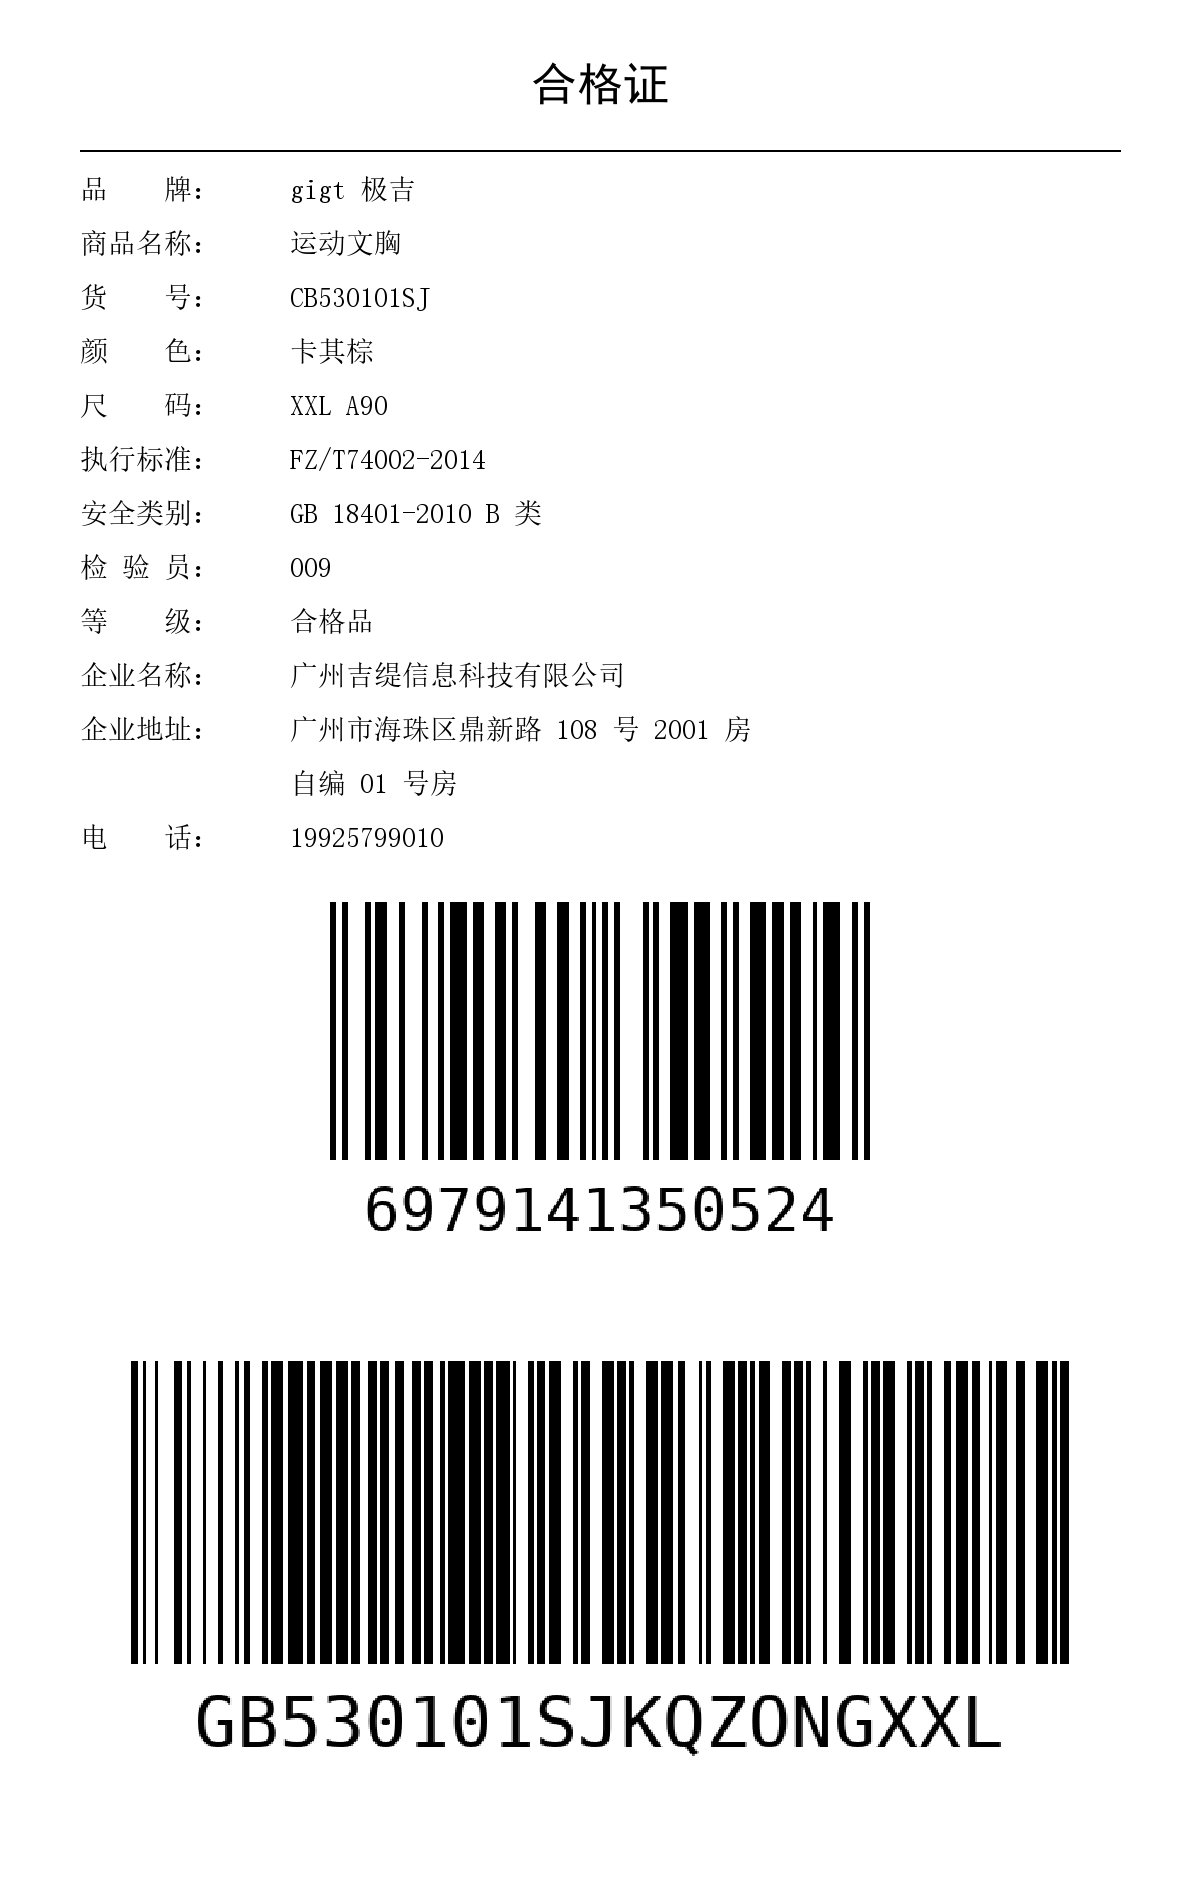 合格证
品　　牌： gigt 极吉
商品名称： 运动文胸
货　　号： CB530101SJ
颜　　色： 卡其棕
尺　　码： XXL A90
执行标准： FZ/T74002-2014
安全类别： GB 18401-2010 B 类
检 验 员： 009
等　　级： 合格品
企业名称： 广州吉缇信息科技有限公司
企业地址： 广州市海珠区鼎新路 108 号 2001 房
自编 01 号房
电　　话： 19925799010
6979141350524
GB530101SJKQZONGXXL